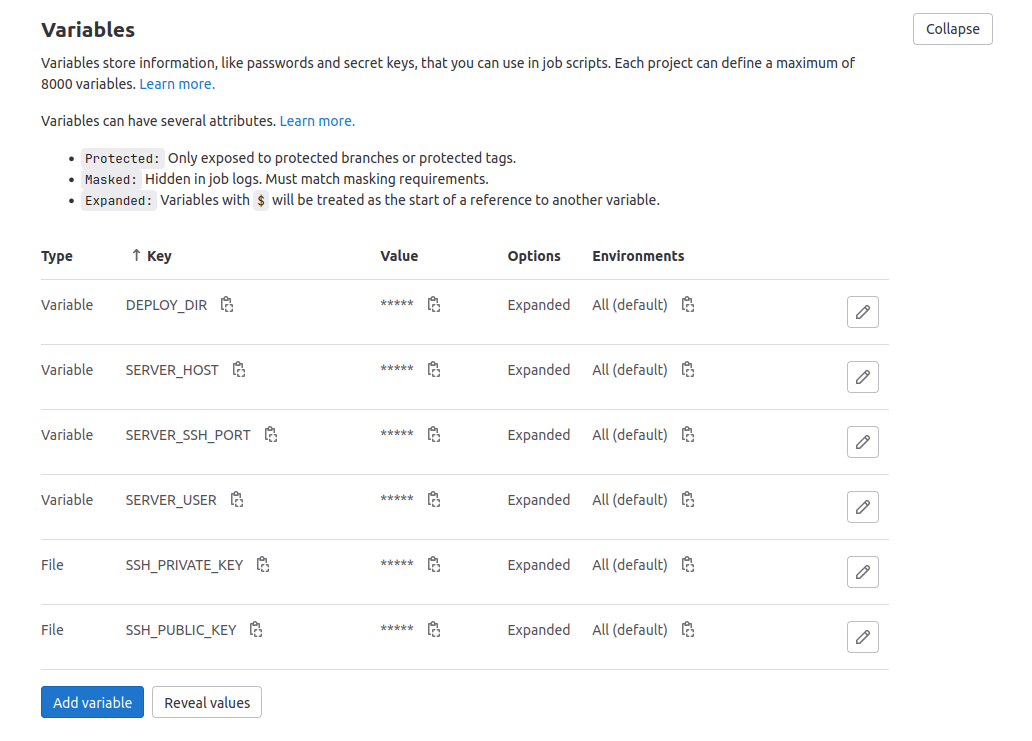 Variables
Collapse
Variables store information, like passwords and secret keys, that you can use in job scripts. Each project can define a maximum of
8000 variables. Learn more.
Variables can have several attributes. Learn more.
• Protected: Only exposed to protected branches or protected tags.
• Masked: Hidden in job logs. Must match masking requirements.
• Expanded: Variables with $ will be treated as the start of a reference to another variable.
Type ↑ Key Value Options Environments
Variable DEPLOY_DIR ***** Expanded All (default)
Variable SERVER_HOST ***** Expanded All (default)
Variable SERVER_SSH_PORT ***** Expanded All (default)
Variable SERVER_USER ***** Expanded All (default)
File SSH_PRIVATE_KEY ***** Expanded All (default)
File SSH_PUBLIC_KEY ***** Expanded All (default)
Add variable Reveal values